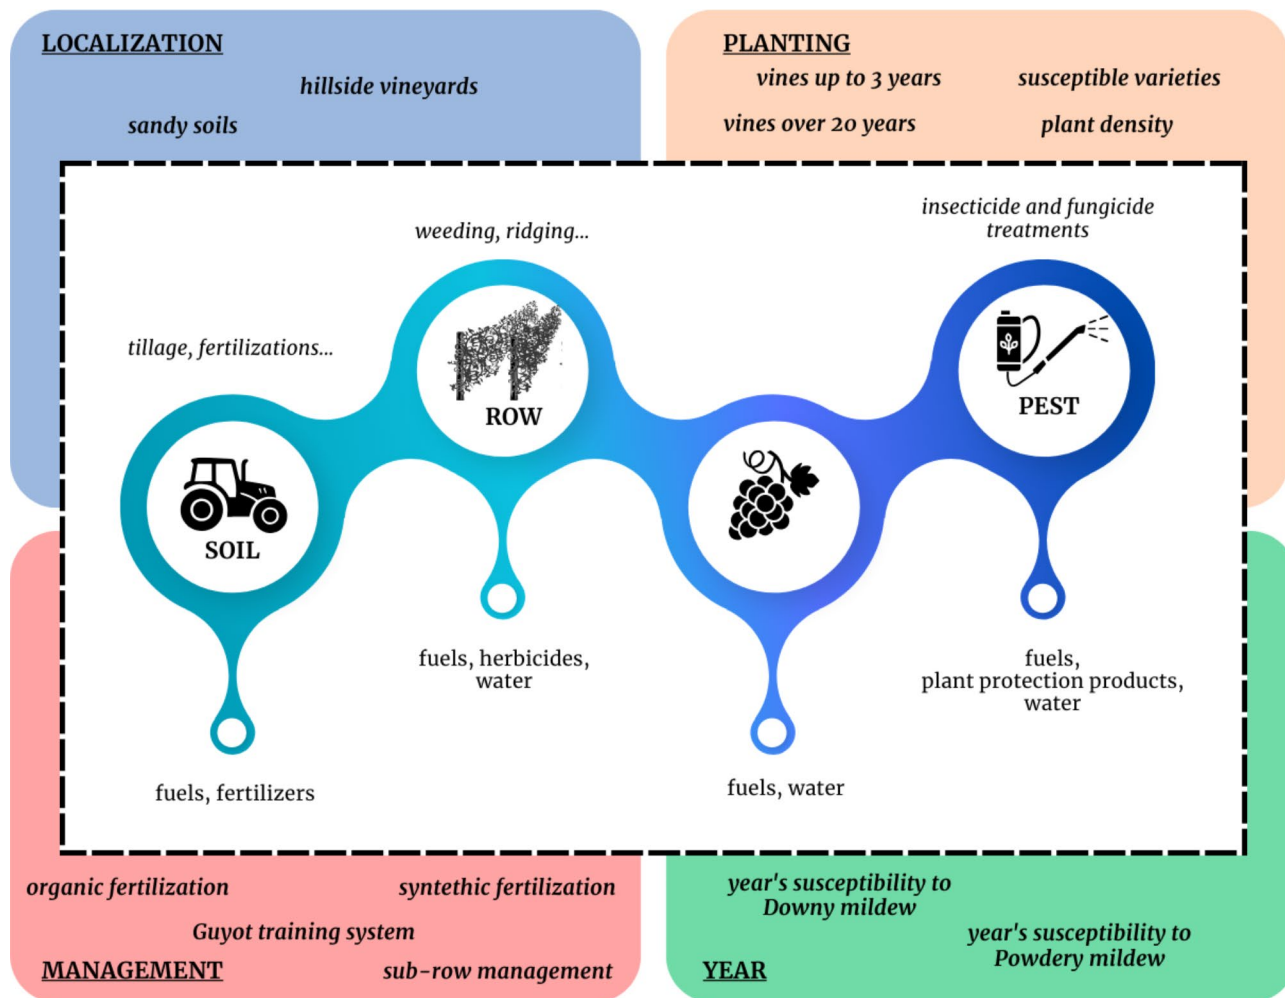 LOCALIZATION
hillside vineyards
sandy soils
PLANTING
vines up to 3 years
susceptible varieties
vines over 20 years
plant density
tillage, fertilizations...
weeding, ridging...
insecticide and fungicide
treatments
SOIL
ROW
PEST
fuels, fertilizers
fuels, herbicides,
water
fuels, water
fuels,
plant protection products,
water
organic fertilization
syntethic fertilization
Guyot training system
MANAGEMENT
sub-row management
year's susceptibility to
Downy mildew
year's susceptibility to
Powdery mildew
YEAR